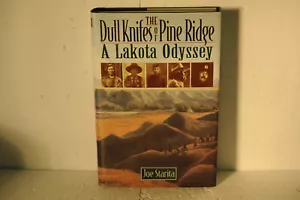 The Dull Knifes of Pine Ridge
A Lakota Odyssey
Joe Starita